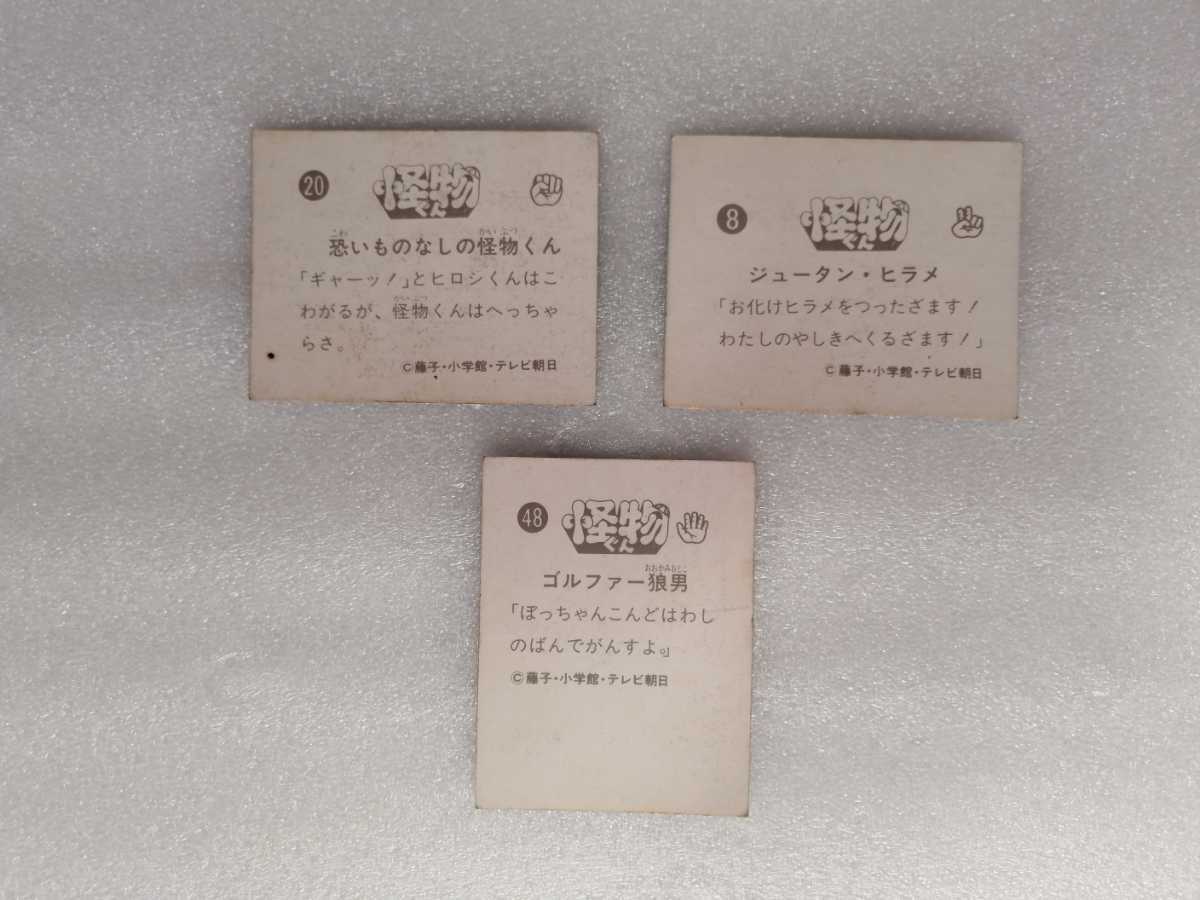 20
怪物くん
恐いものなしの怪物くん
「ギャーッ!」とヒロシくんはこ
わがるが、怪物くんはへっちゃ
らさ。
©藤子・小学館・テレビ朝日
8
怪物くん
ジュータン・ヒラメ
「お化けヒラメをつったざます!
わたしのやしきへくるざます!」
©藤子・小学館・テレビ朝日
48
怪物くん
ゴルファー狼男
「ぼっちゃんこんどはわし
のばんでがんすよ。」
©藤子・小学館・テレビ朝日